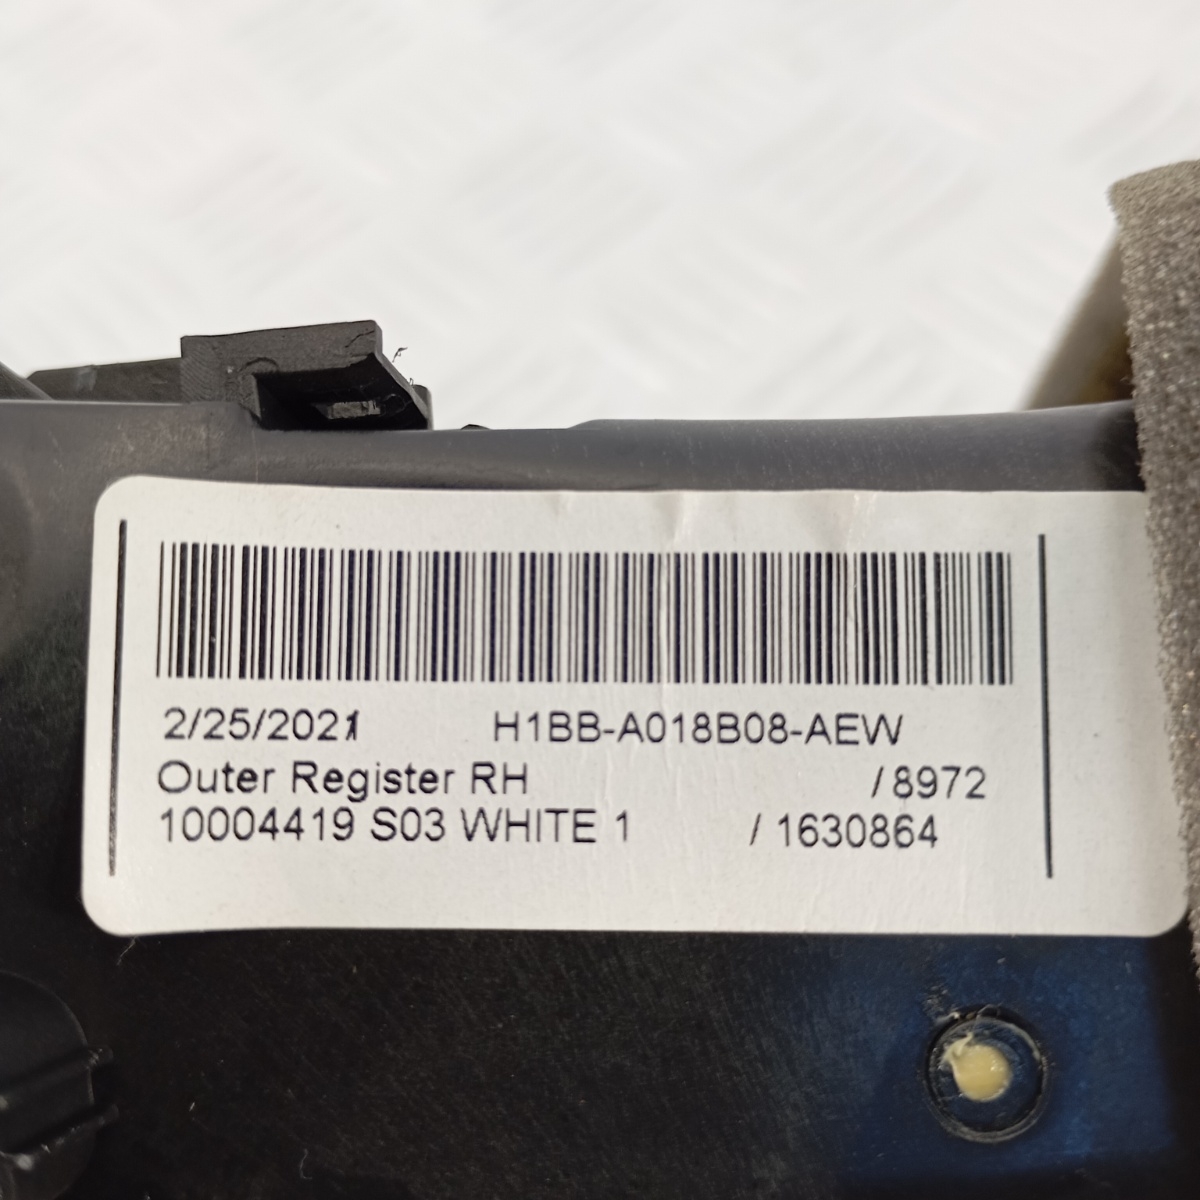 2/25/2021 H1BB-A018B08-AEW
Outer Register RH /8972
10004419 S03 WHITE 1 / 1630864